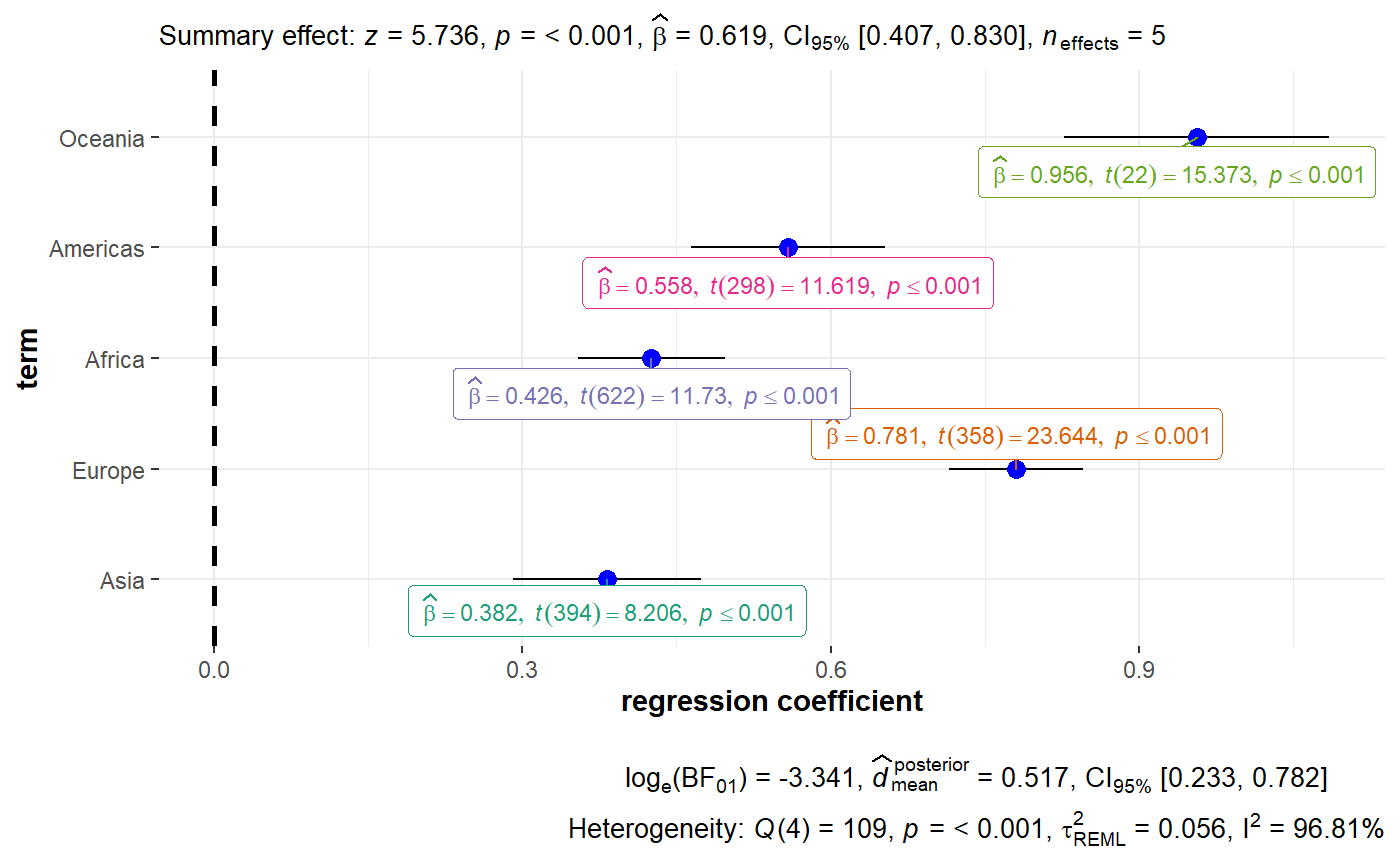 Summary effect: z = 5.736, p = < 0.001, β̂ = 0.619, CI95% [0.407, 0.830], neffects = 5
Oceania
β̂ = 0.956, t(22) = 15.373, p ≤ 0.001
Americas
β̂ = 0.558, t(298) = 11.619, p ≤ 0.001
term
Africa
β̂ = 0.426, t(622) = 11.73, p ≤ 0.001
β̂ = 0.781, t(358) = 23.644, p ≤ 0.001
Europe
Asia
β̂ = 0.382, t(394) = 8.206, p ≤ 0.001
0.0 0.3 0.6 0.9
regression coefficient
loge(BF01) = -3.341, d̂ posterior mean = 0.517, CI95% [0.233, 0.782]
Heterogeneity: Q(4) = 109, p = < 0.001, τ²REML = 0.056, I² = 96.81%